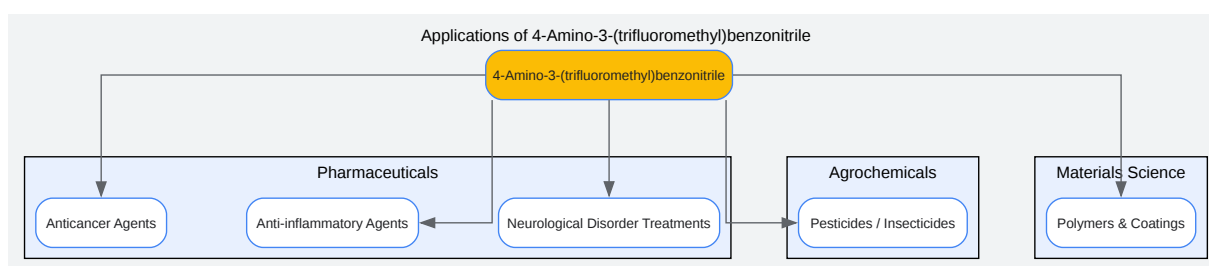 Applications of 4-Amino-3-(trifluoromethyl)benzonitrile
4-Amino-3-(trifluoromethyl)benzonitrile
Pharmaceuticals
Anticancer Agents
Anti-inflammatory Agents
Neurological Disorder Treatments
Agrochemicals
Pesticides / Insecticides
Materials Science
Polymers & Coatings